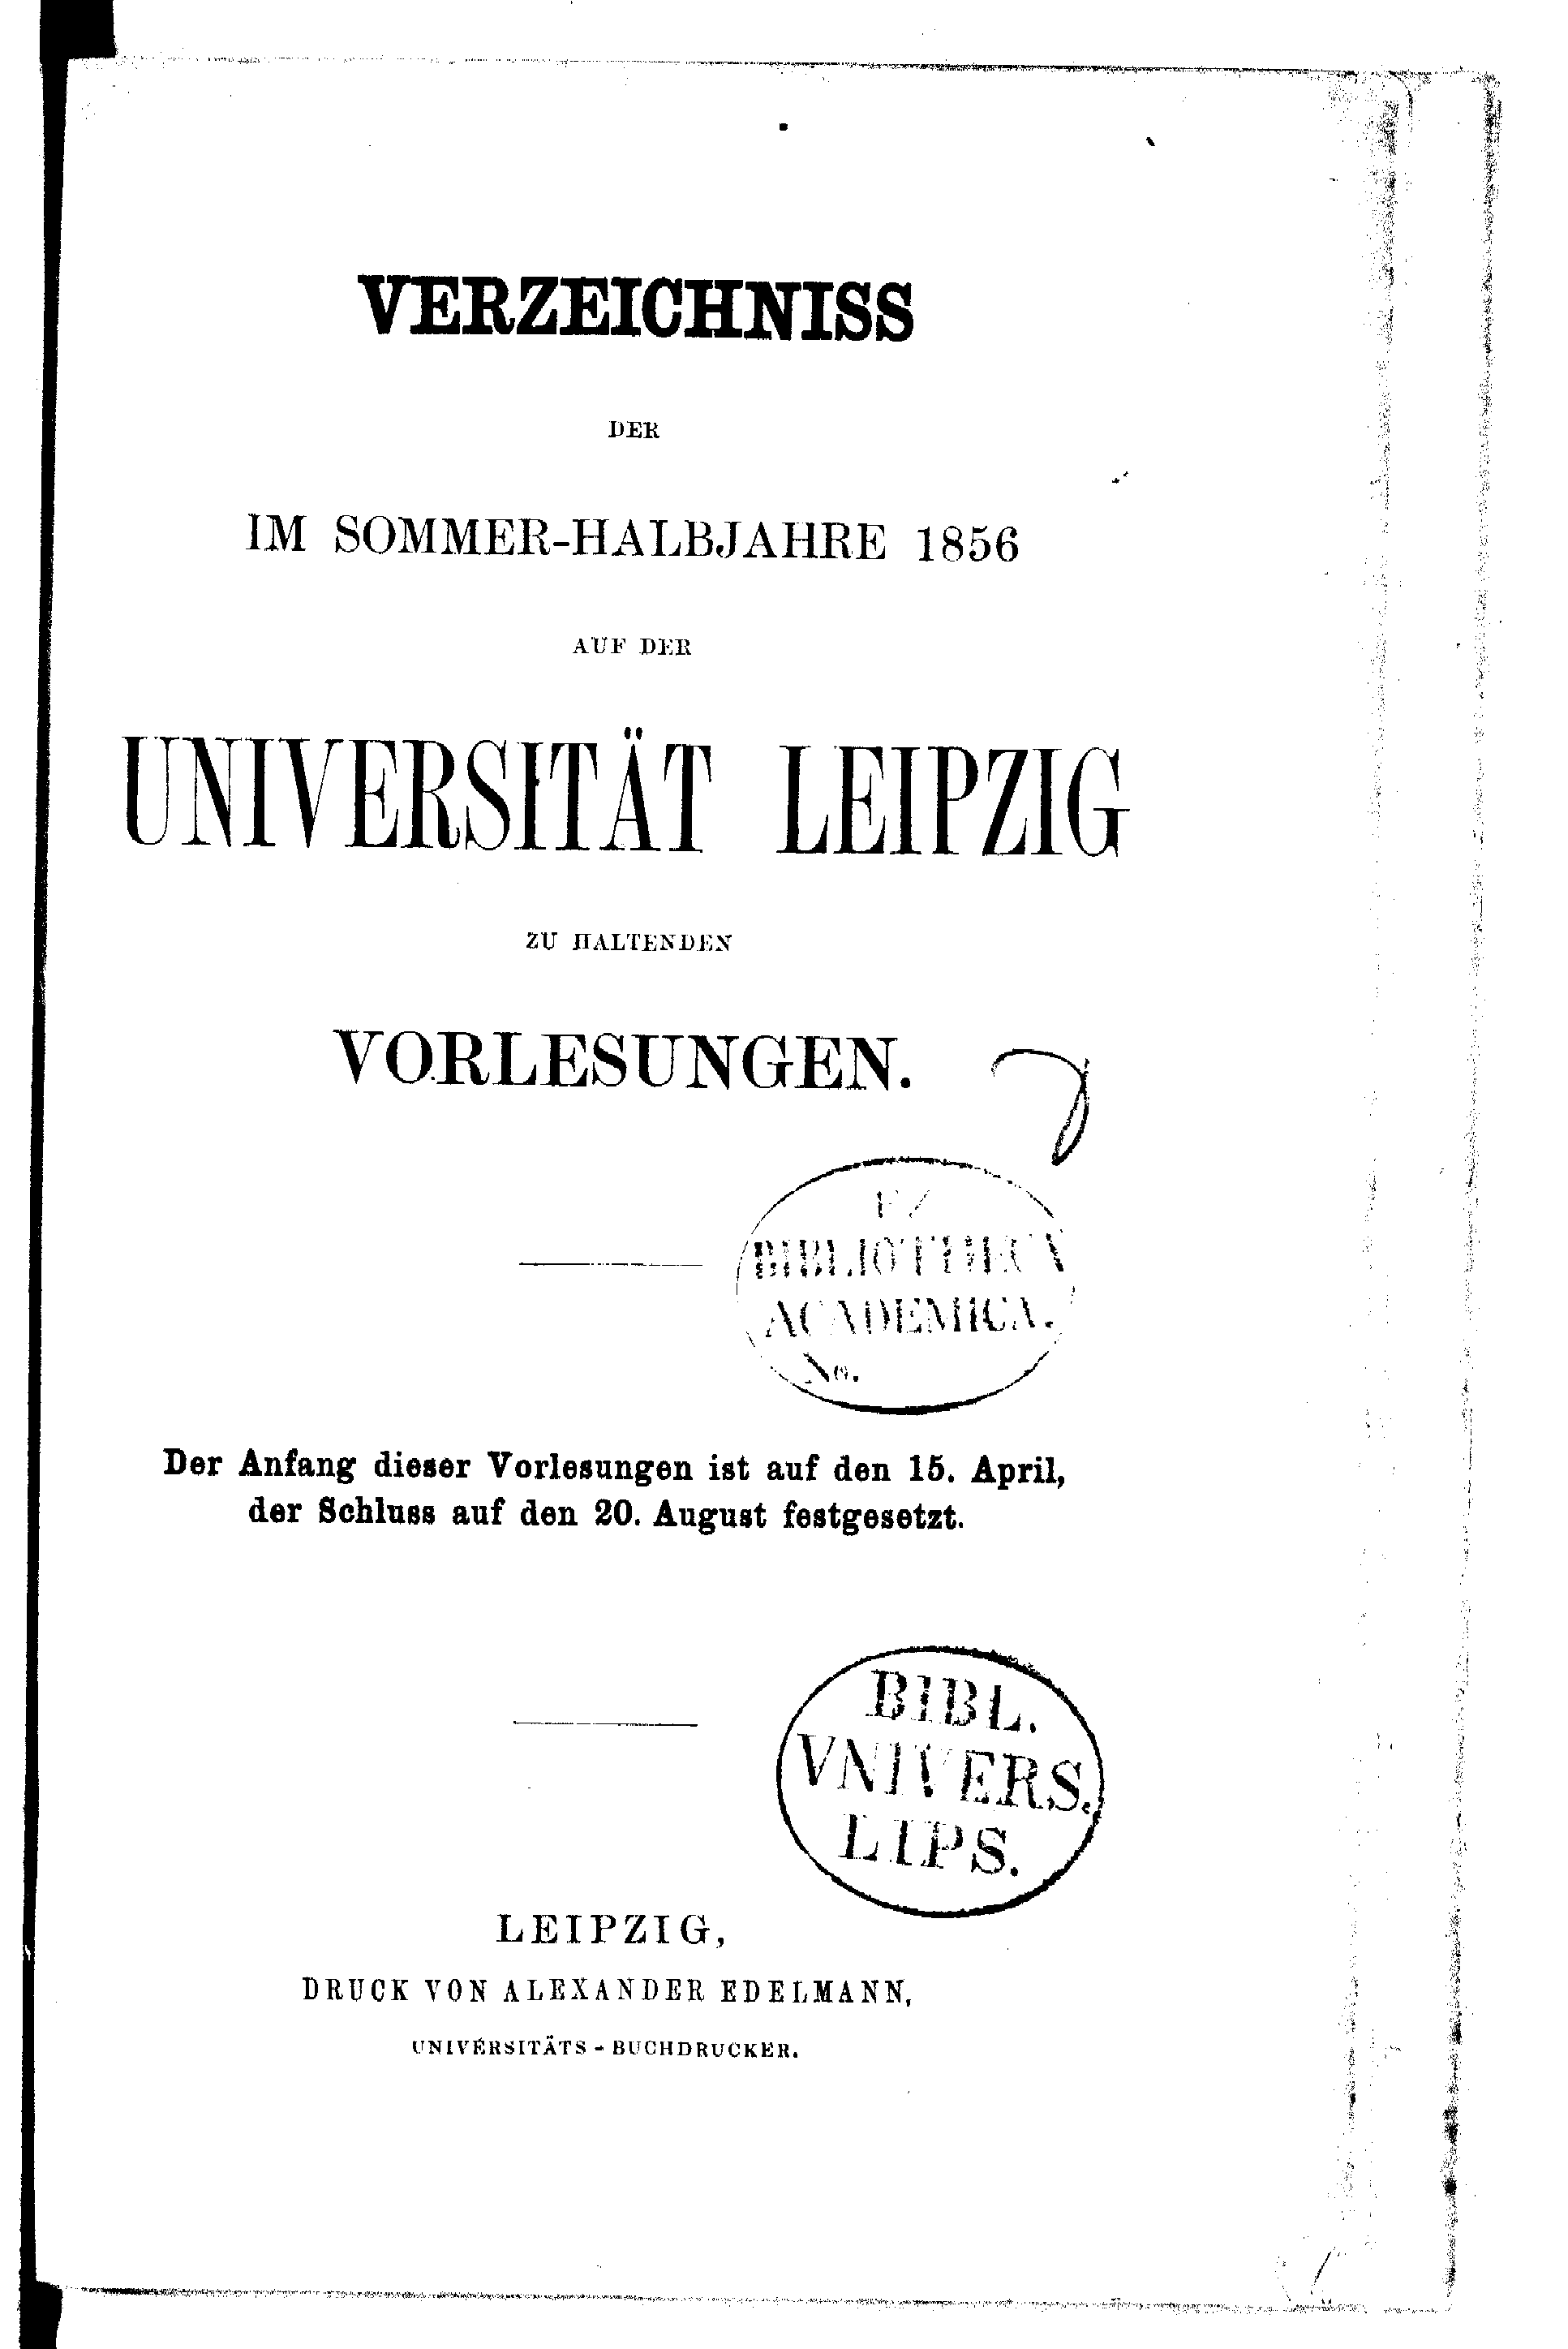 VERZEICHNISS
DER
IM SOMMER-HALBJAHRE 1856
AUF DER
UNIVERSITÄT LEIPZIG
ZU HALTENDEN
VORLESUNGEN.
BIBLIOTHECA
ACADEMICA.
No.
Der Anfang dieser Vorlesungen ist auf den 15. April,
der Schluss auf den 20. August festgesetzt.
BIBL.
VNIVERS.
LIPS.
LEIPZIG,
DRUCK VON ALEXANDER EDELMANN,
UNIVERSITÄTS-BUCHDRUCKER.